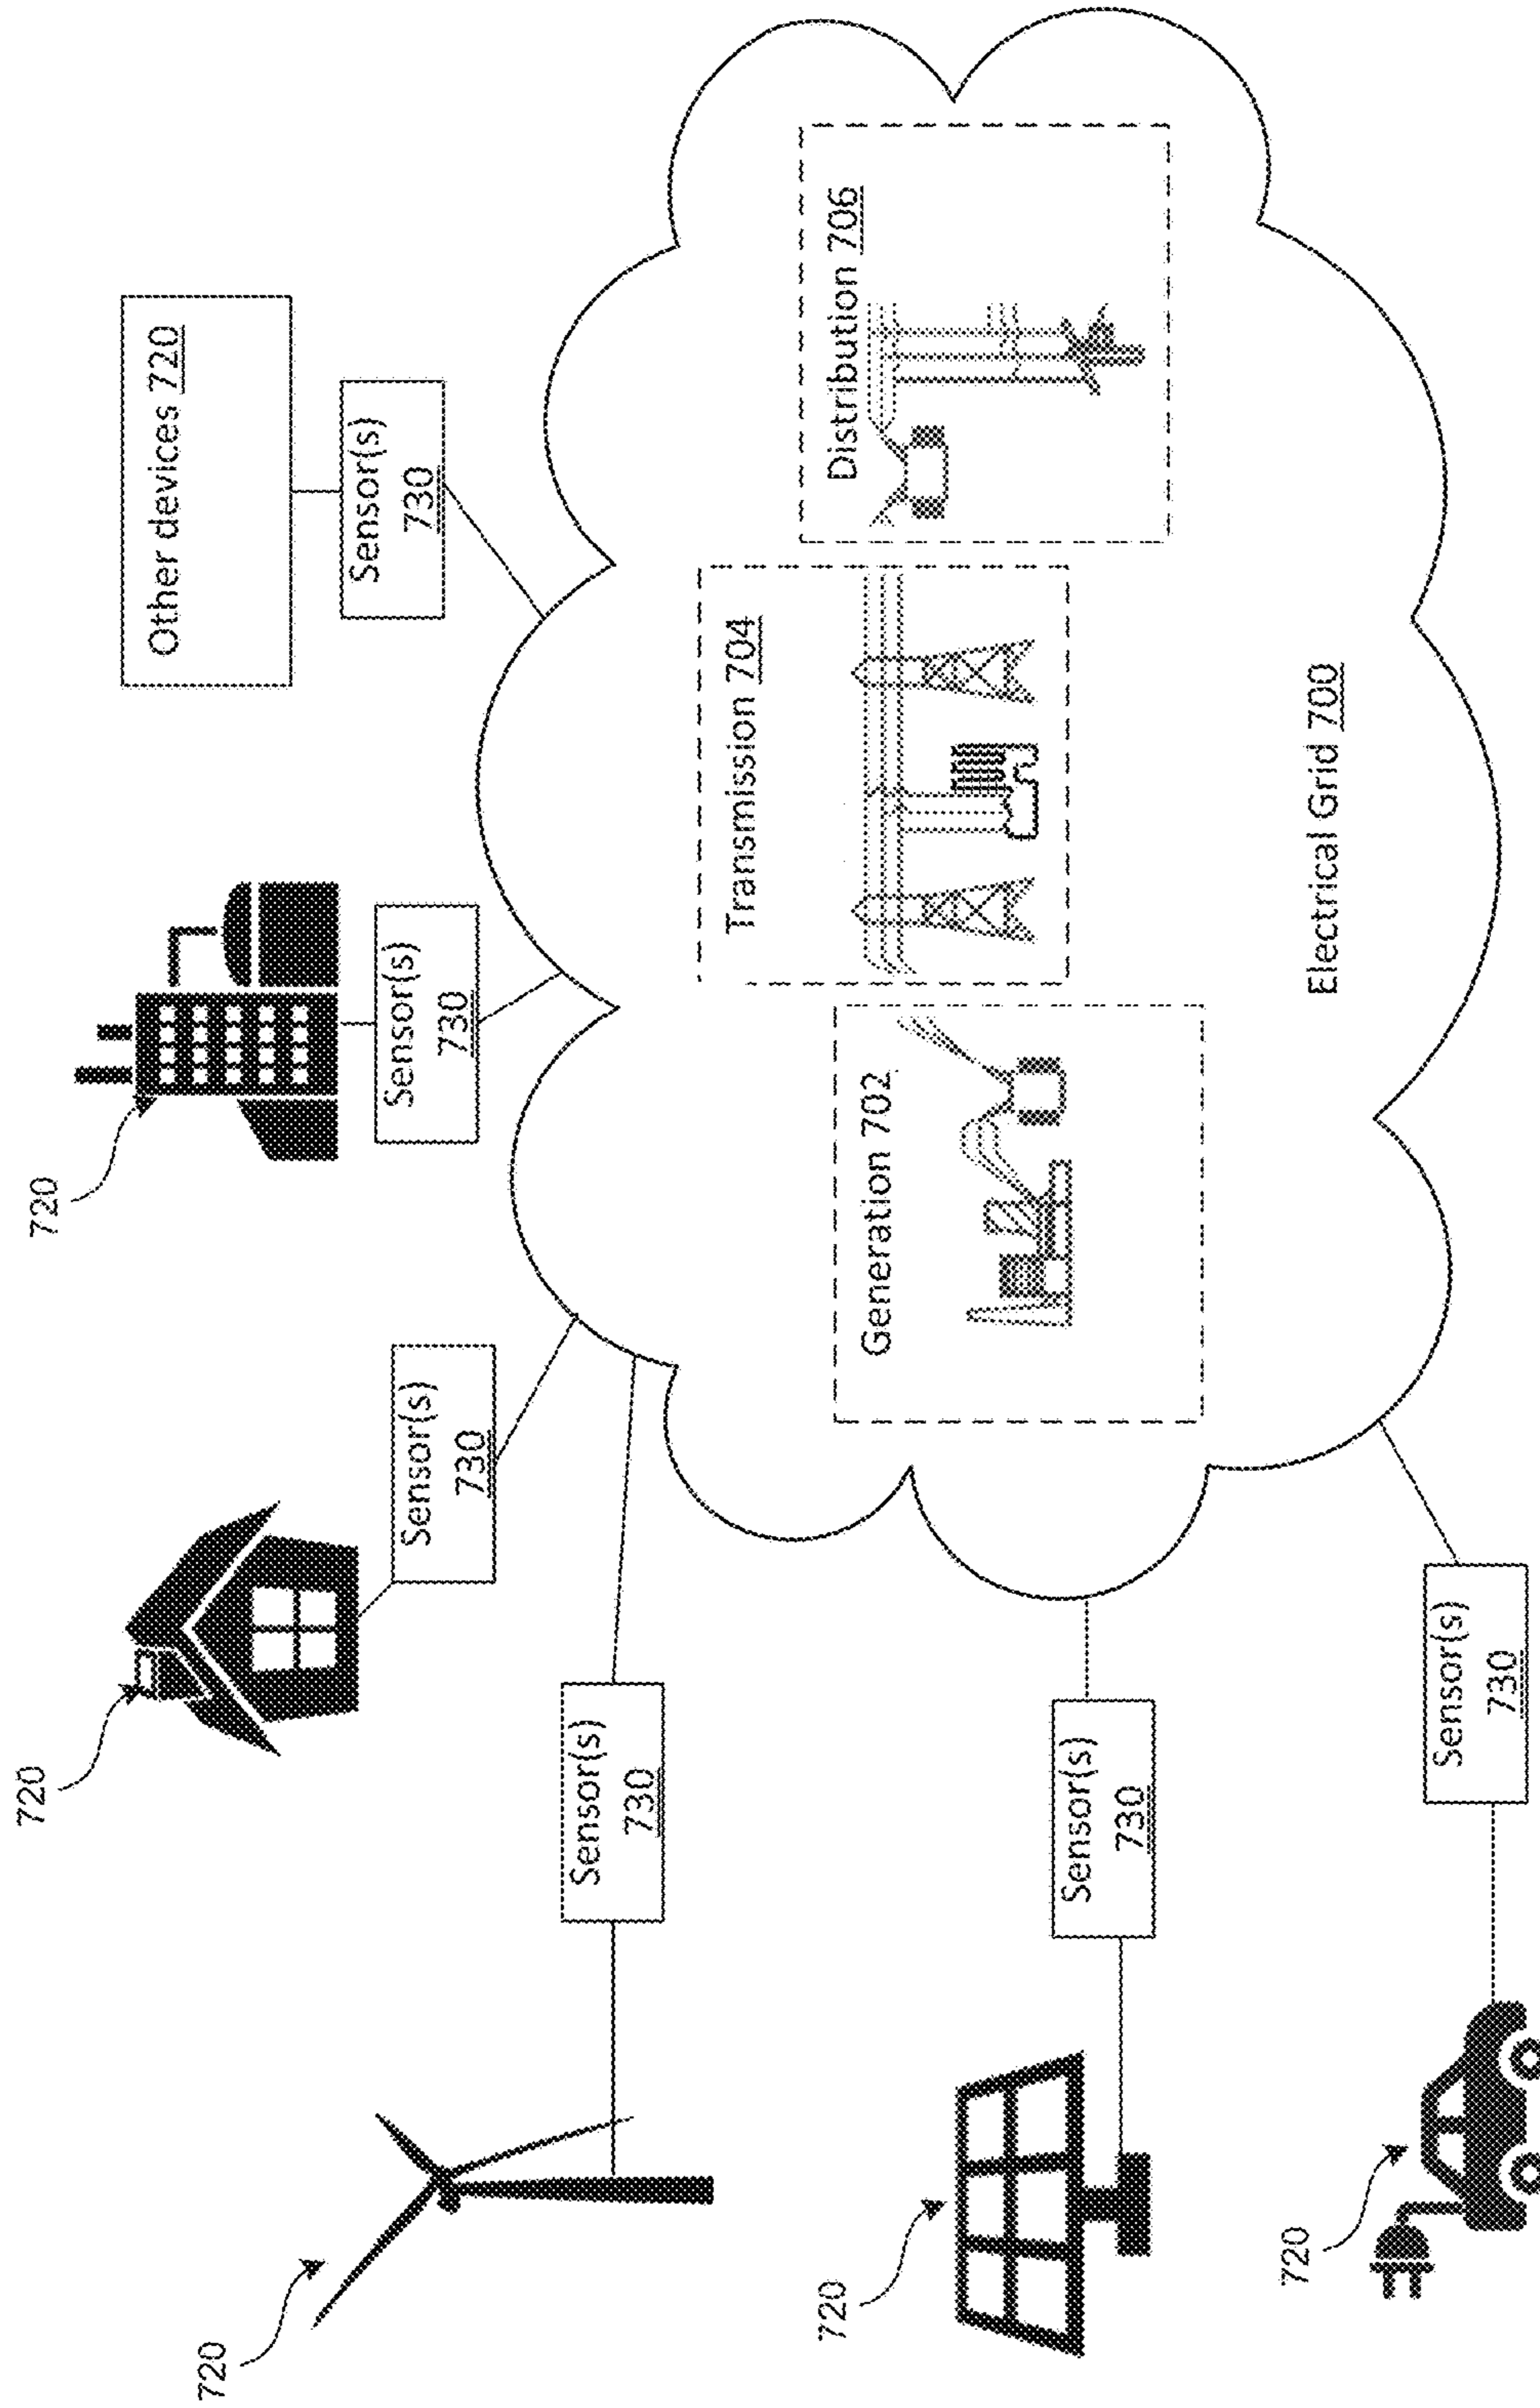 720
720
Other devices 720
720
Sensor(s)
730
Sensor(s)
730
Sensor(s)
730
Sensor(s)
730
Transmission 704
Distribution 706
Generation 702
720
Sensor(s)
730
720
Electrical Grid 700
Sensor(s)
730